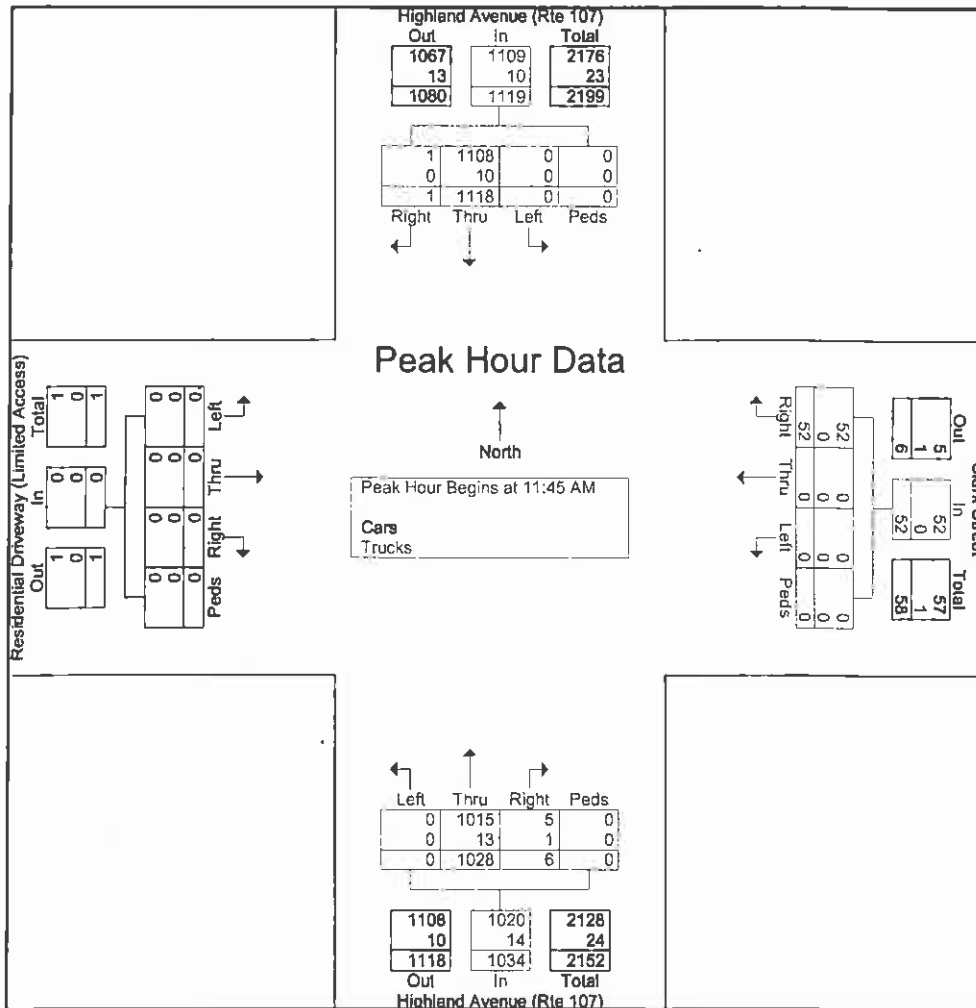 Highland Avenue (Rte 107)
Out In Total
1067 1109 2176
13 10 23
1080 1119 2199
1 1108 0 0
0 10 0 0
1 1118 0 0
Right Thru Left Peds
Peak Hour Data
North
Peak Hour Begins at 11:45 AM
Cars
Trucks
Residential Driveway (Limited Access)
Out In Total
1 0 1
0 0 0
1 0 1
Left Thru Right Peds
0 0 0 0
0 0 0 0
0 0 0 0
Out In Total
5 52 57
1 0 1
6 52 58
Right Thru Left Peds
52 0 0 0
0 0 0 0
52 0 0 0
Left Thru Right Peds
0 1015 5 0
0 13 1 0
0 1028 6 0
1108 1020 2128
10 14 24
1118 1034 2152
Out In Total
Highland Avenue (Rte 107)